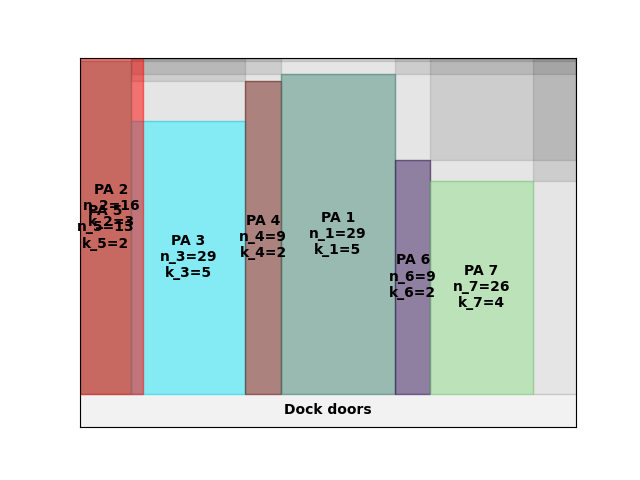 PA 2
n_2=16
k_2=3
PA 5
n_5=13
k_5=2
PA 3
n_3=29
k_3=5
PA 4
n_4=9
k_4=2
PA 1
n_1=29
k_1=5
PA 6
n_6=9
k_6=2
PA 7
n_7=26
k_7=4
Dock doors